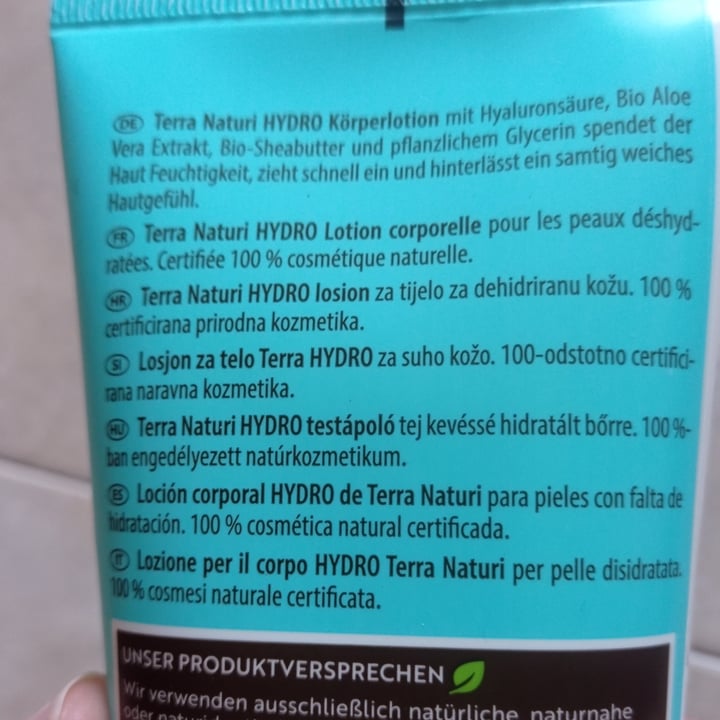 DE Terra Naturi HYDRO Körperlotion mit Hyaluronsäure, Bio Aloe
Vera Extrakt, Bio-Sheabutter und pflanzlichem Glycerin spendet der
Haut Feuchtigkeit, zieht schnell ein und hinterlässt ein samtig weiches
Hautgefühl.
FR Terra Naturi HYDRO Lotion corporelle pour les peaux déshyd-
ratées. Certifiée 100 % cosmétique naturelle.
HR Terra Naturi HYDRO losion za tijelo za dehidriranu kožu. 100 %
certificirana prirodna kozmetika.
SI Losjon za telo Terra HYDRO za suho kožo. 100-odstotno certifici-
rana naravna kozmetika.
HU Terra Naturi HYDRO testápoló tej kevéssé hidratált bőrre. 100 %-
ban engedélyezett natúrkozmetikum.
ES Loción corporal HYDRO de Terra Naturi para pieles con falta de
hidratación. 100 % cosmética natural certificada.
IT Lozione per il corpo HYDRO Terra Naturi per pelle disidratata.
100 % cosmesi naturale certificata.
UNSER PRODUKTVERSPRECHEN
Wir verwenden ausschließlich natürliche, naturnahe
oder